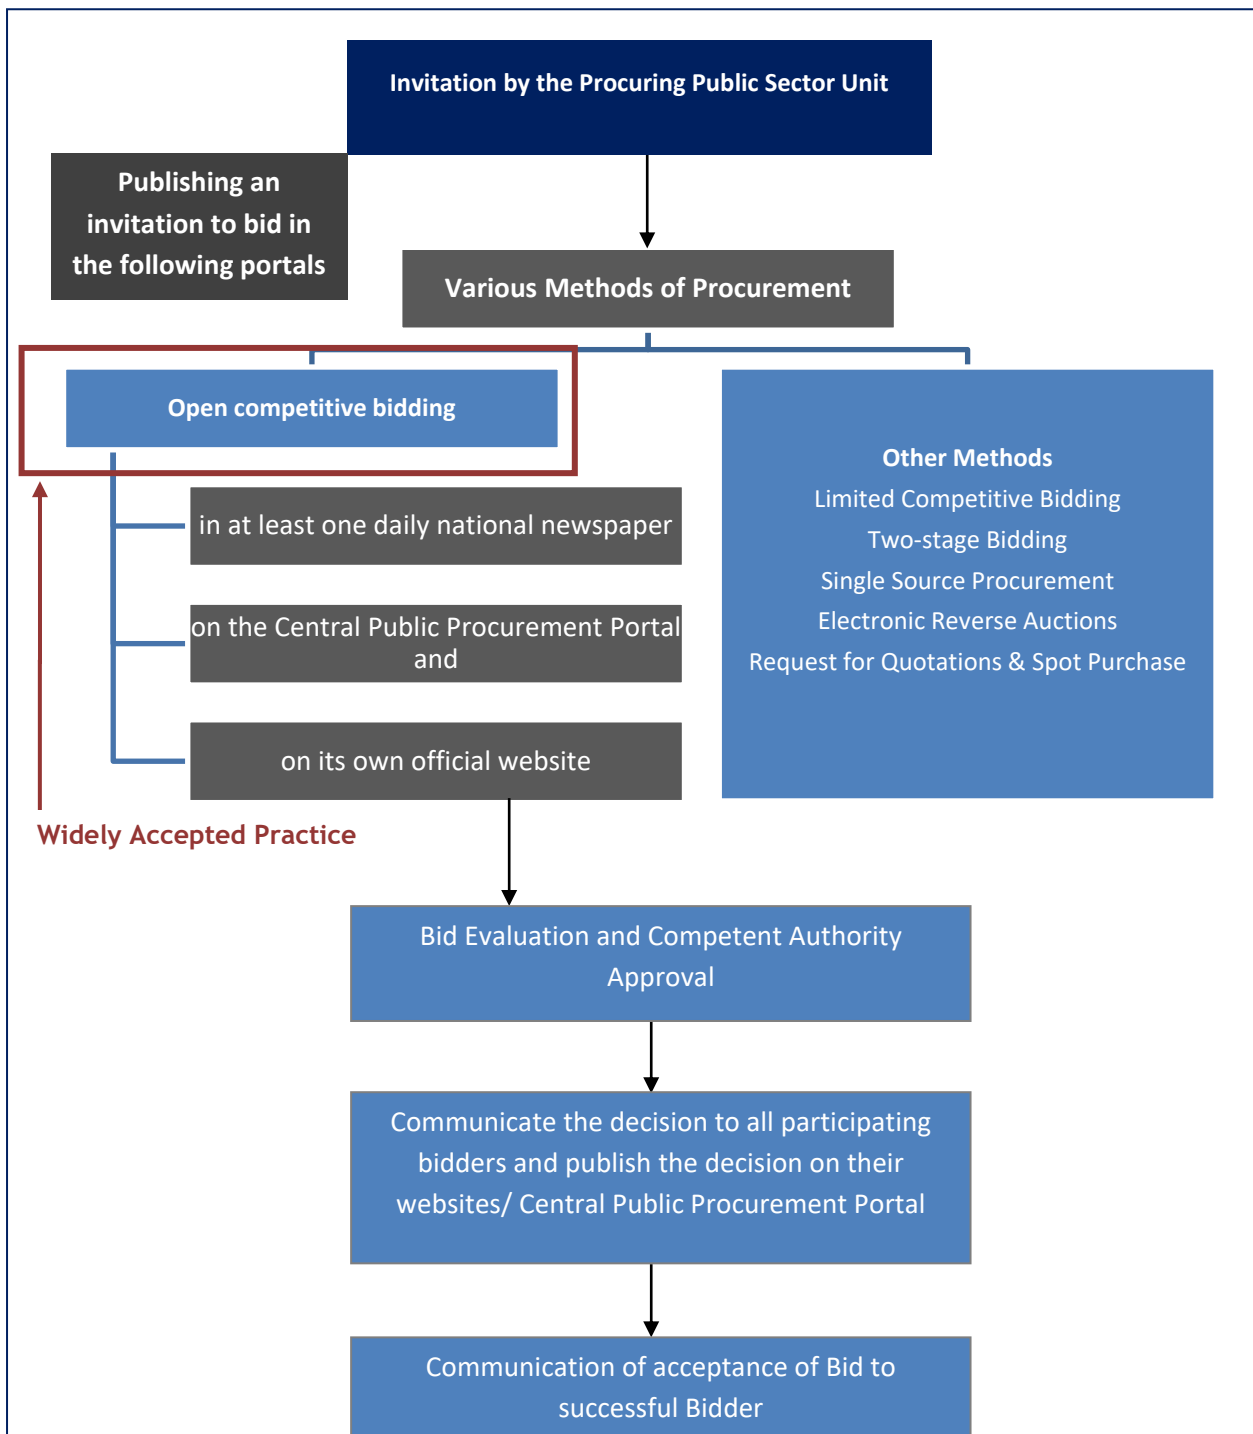 Invitation by the Procuring Public Sector Unit
Publishing an
invitation to bid in
the following portals
Various Methods of Procurement
Open competitive bidding
in at least one daily national newspaper
on the Central Public Procurement Portal
and
on its own official website
Widely Accepted Practice
Other Methods
Limited Competitive Bidding
Two-stage Bidding
Single Source Procurement
Electronic Reverse Auctions
Request for Quotations & Spot Purchase
Bid Evaluation and Competent Authority
Approval
Communicate the decision to all participating
bidders and publish the decision on their
websites/ Central Public Procurement Portal
Communication of acceptance of Bid to
successful Bidder